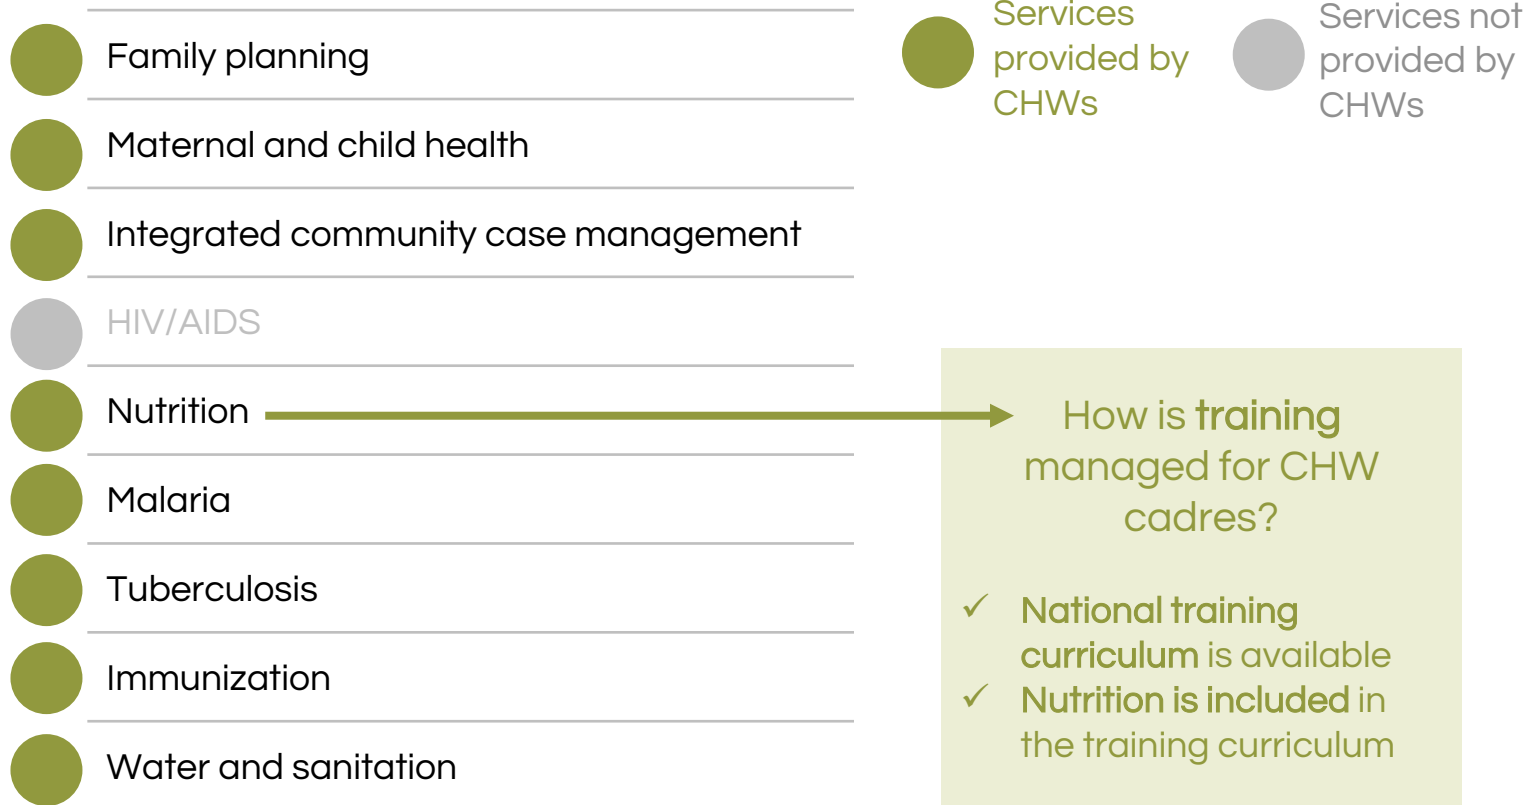 Services
provided by
CHWs
Services not
provided by
CHWs
Family planning
Maternal and child health
Integrated community case management
HIV/AIDS
Nutrition
Malaria
Tuberculosis
Immunization
Water and sanitation
How is training
managed for CHW
cadres?
✓ National training
curriculum is available
✓ Nutrition is included in
the training curriculum